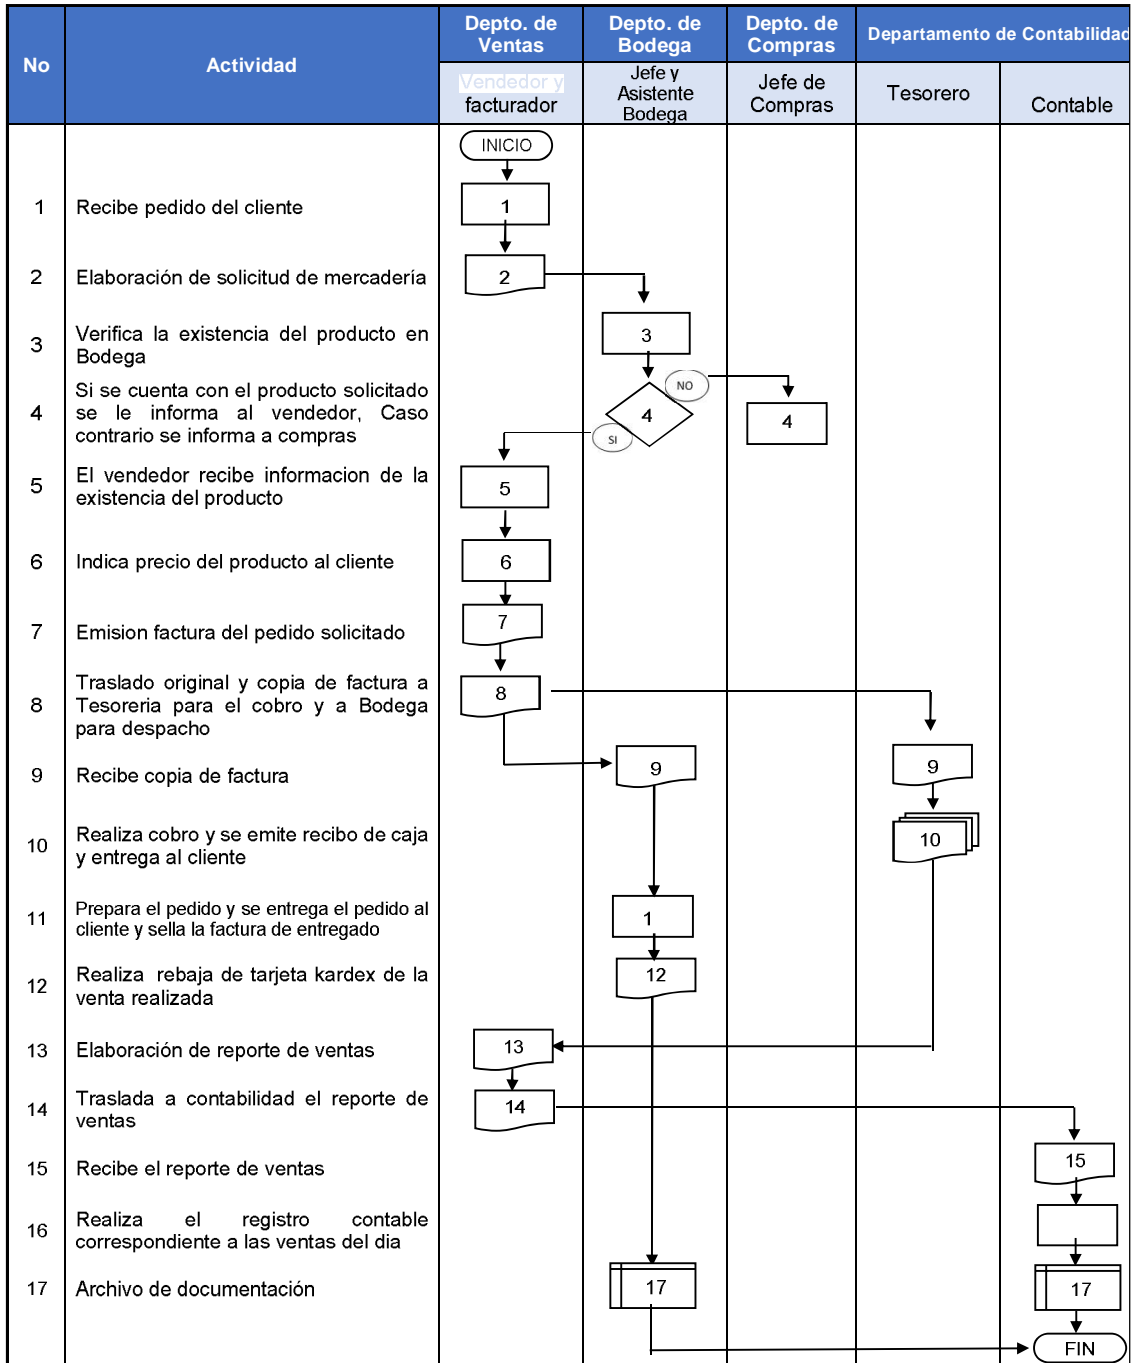 No
Actividad
Depto. de
Ventas
Depto. de
Bodega
Depto. de
Compras
Departamento de Contabilidad
Vendedor y
facturador
Jefe y
Asistente
Bodega
Jefe de
Compras
Tesorero
Contable
INICIO
1
Recibe pedido del cliente
1
2
Elaboración de solicitud de mercadería
2
3
Verifica la existencia del producto en
Bodega
3
4
Si se cuenta con el producto solicitado
se le informa al vendedor, Caso
contrario se informa a compras
4
NO
SI
4
5
El vendedor recibe informacion de la
existencia del producto
5
6
Indica precio del producto al cliente
6
7
Emision factura del pedido solicitado
7
8
Traslado original y copia de factura a
Tesoreria para el cobro y a Bodega
para despacho
8
9
Recibe copia de factura
9
9
10
Realiza cobro y se emite recibo de caja
y entrega al cliente
10
11
Prepara el pedido y se entrega el pedido al
cliente y sella la factura de entregado
1
12
Realiza rebaja de tarjeta kardex de la
venta realizada
12
13
Elaboración de reporte de ventas
13
14
Traslada a contabilidad el reporte de
ventas
14
15
Recibe el reporte de ventas
15
16
Realiza el registro contable
correspondiente a las ventas del dia
17
Archivo de documentación
17
17
FIN